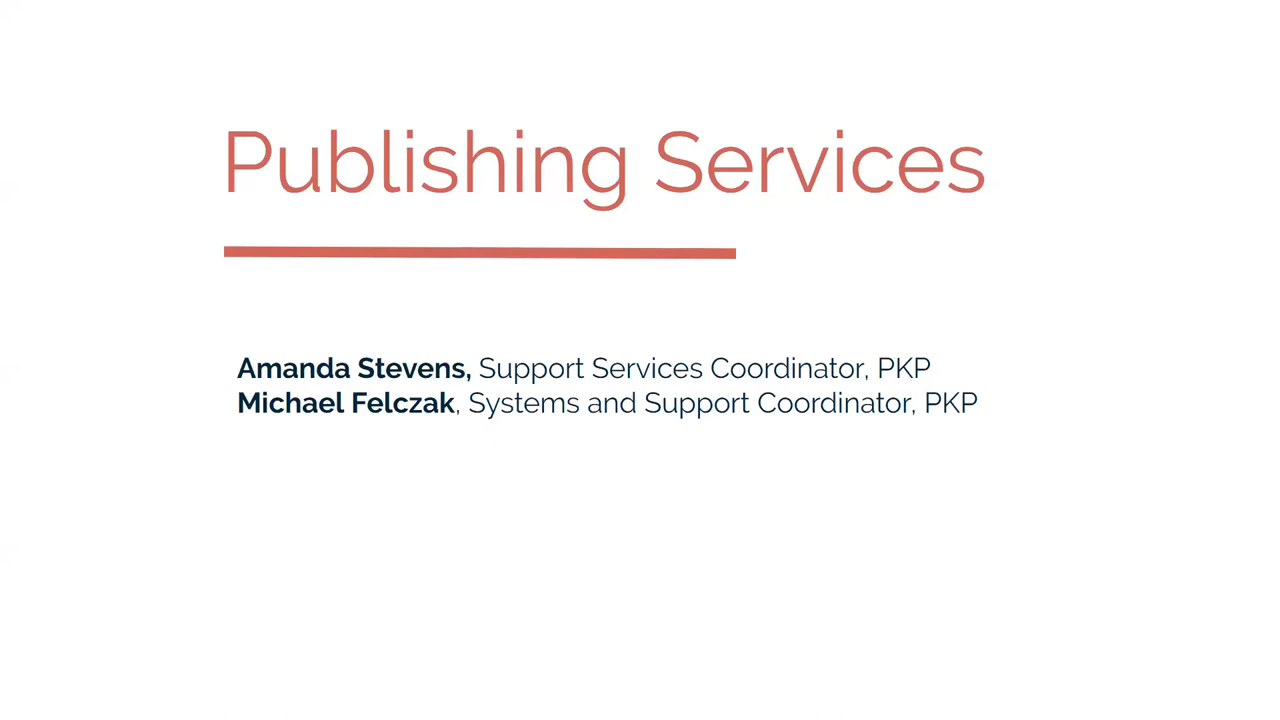 Publishing Services
Amanda Stevens, Support Services Coordinator, PKP
Michael Felczak, Systems and Support Coordinator, PKP